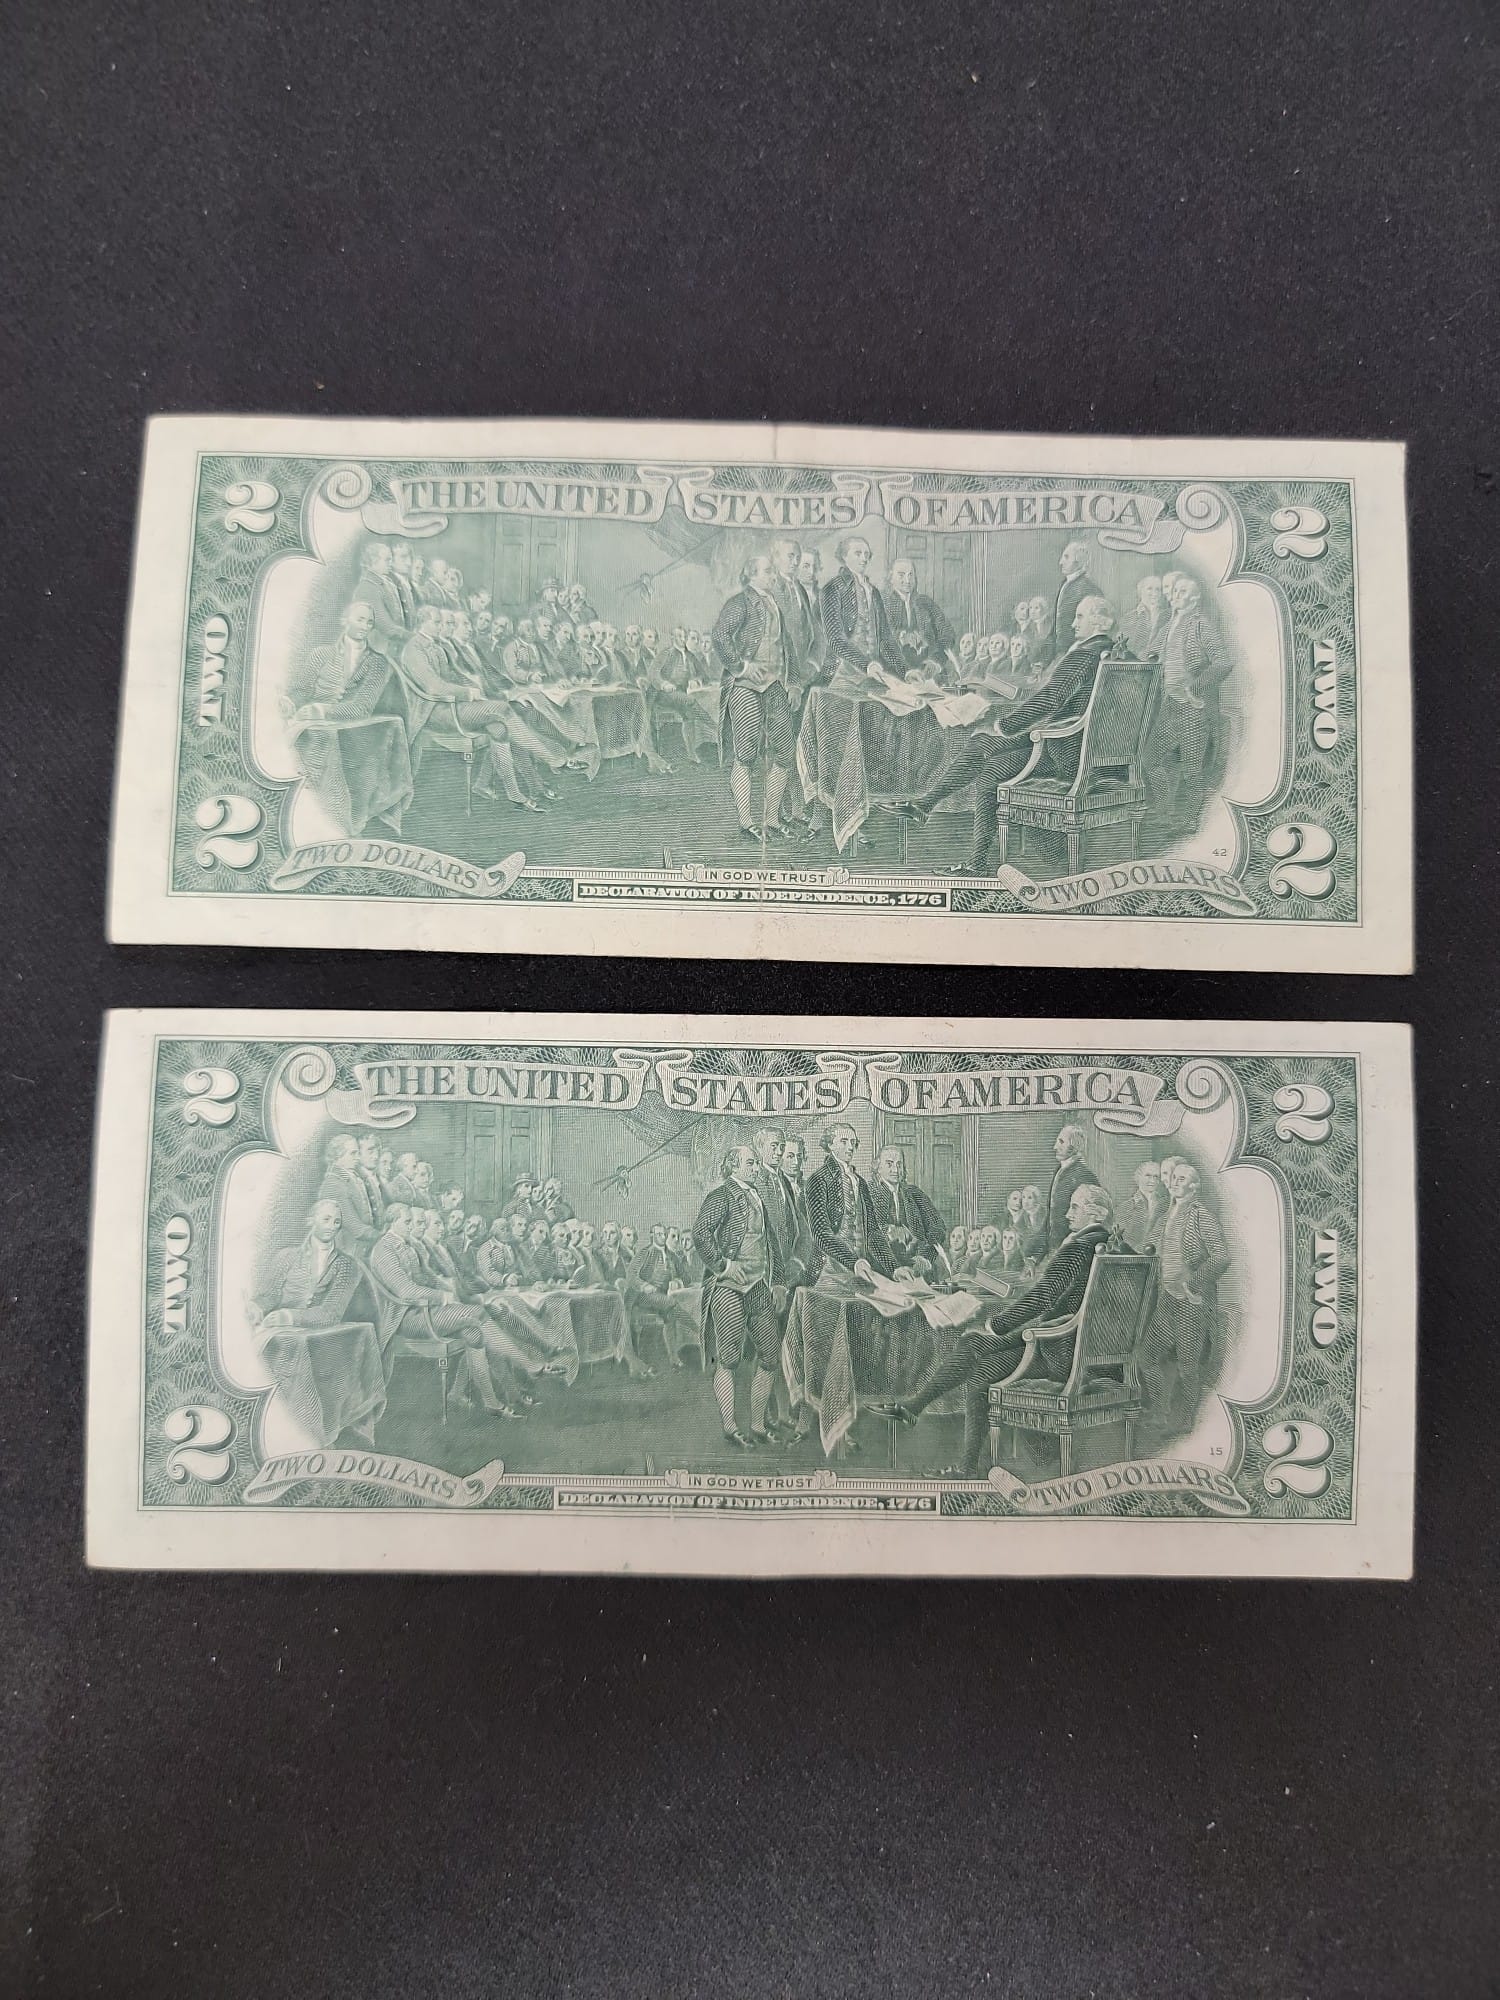 2 THE UNITED STATES OF AMERICA 2
TWO TWO
42
2 TWO DOLLARS IN GOD WE TRUST TWO DOLLARS 2
DECLARATION OF INDEPENDENCE, 1776
2 THE UNITED STATES OF AMERICA 2
TWO TWO
15
2 TWO DOLLARS IN GOD WE TRUST TWO DOLLARS 2
DECLARATION OF INDEPENDENCE, 1776